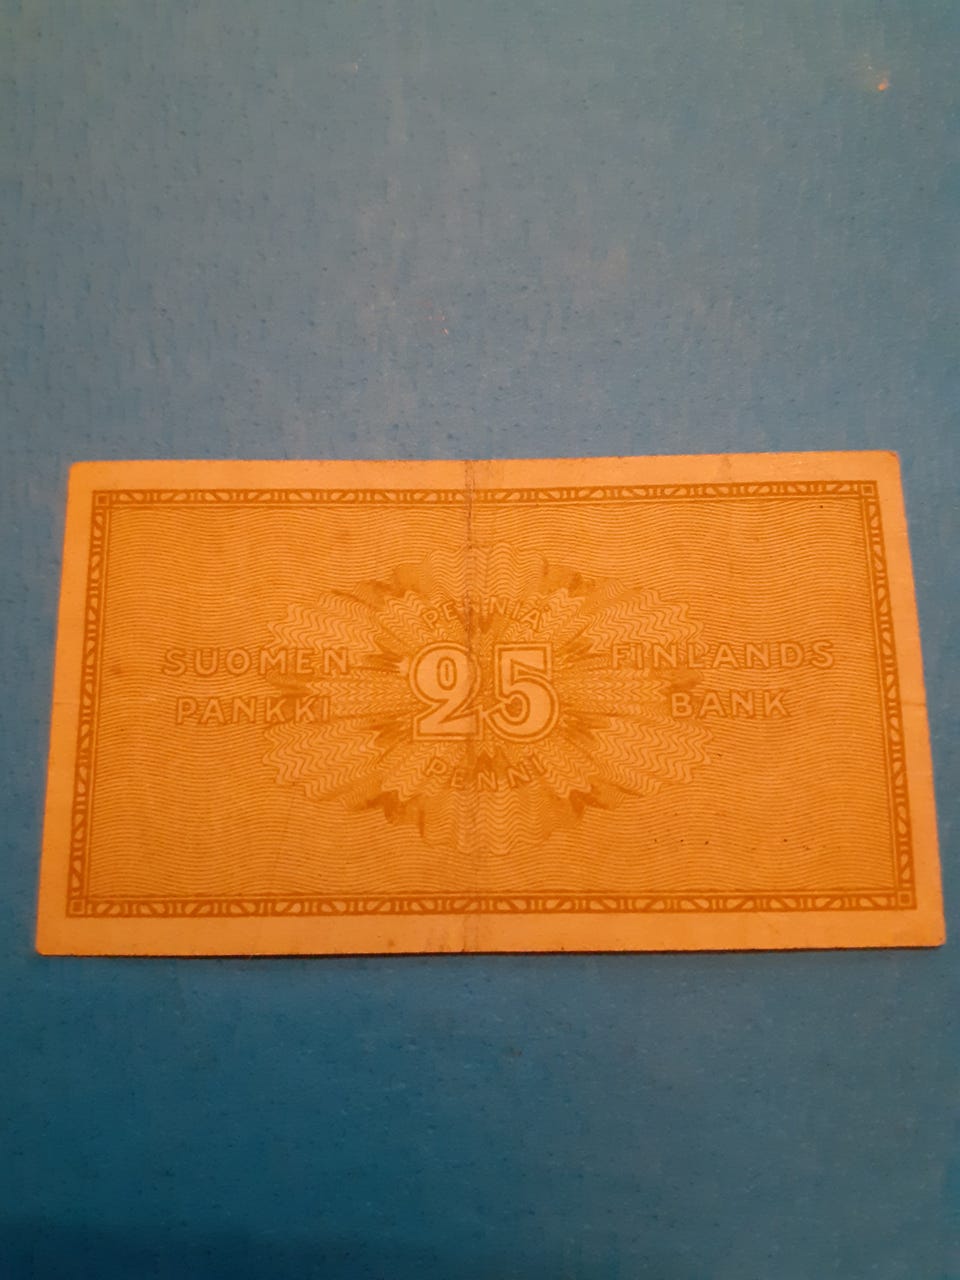 PENNIÄ
SUOMEN
PANKKI
25
FINLANDS
BANK
PENNI